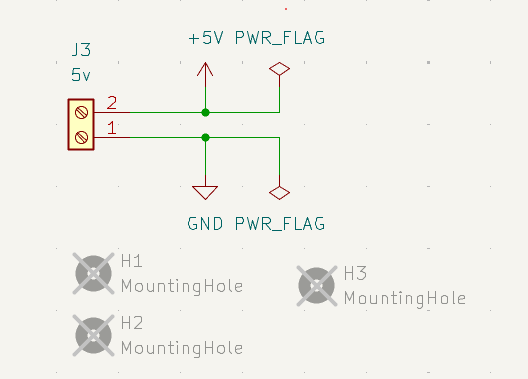 +5V PWR_FLAG
J3
5v
2
1
GND PWR_FLAG
H1
MountingHole
H3
MountingHole
H2
MountingHole